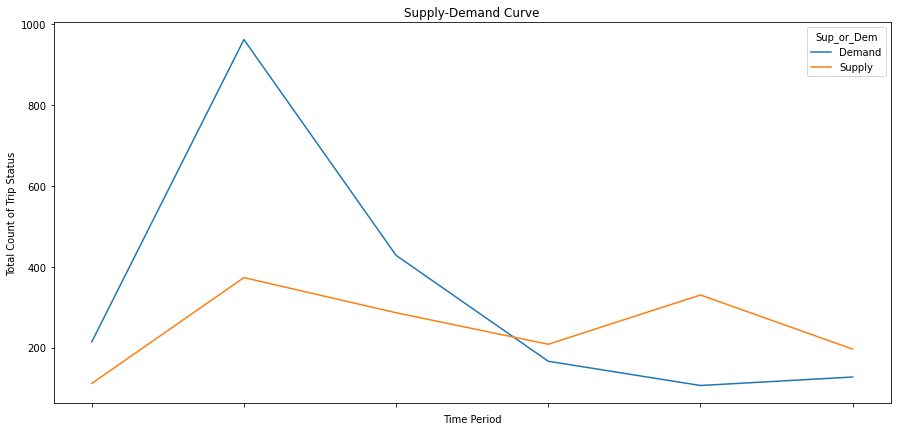 Supply-Demand Curve
Sup_or_Dem
Demand
Supply
1000
800
600
400
200
Total Count of Trip Status
Time Period